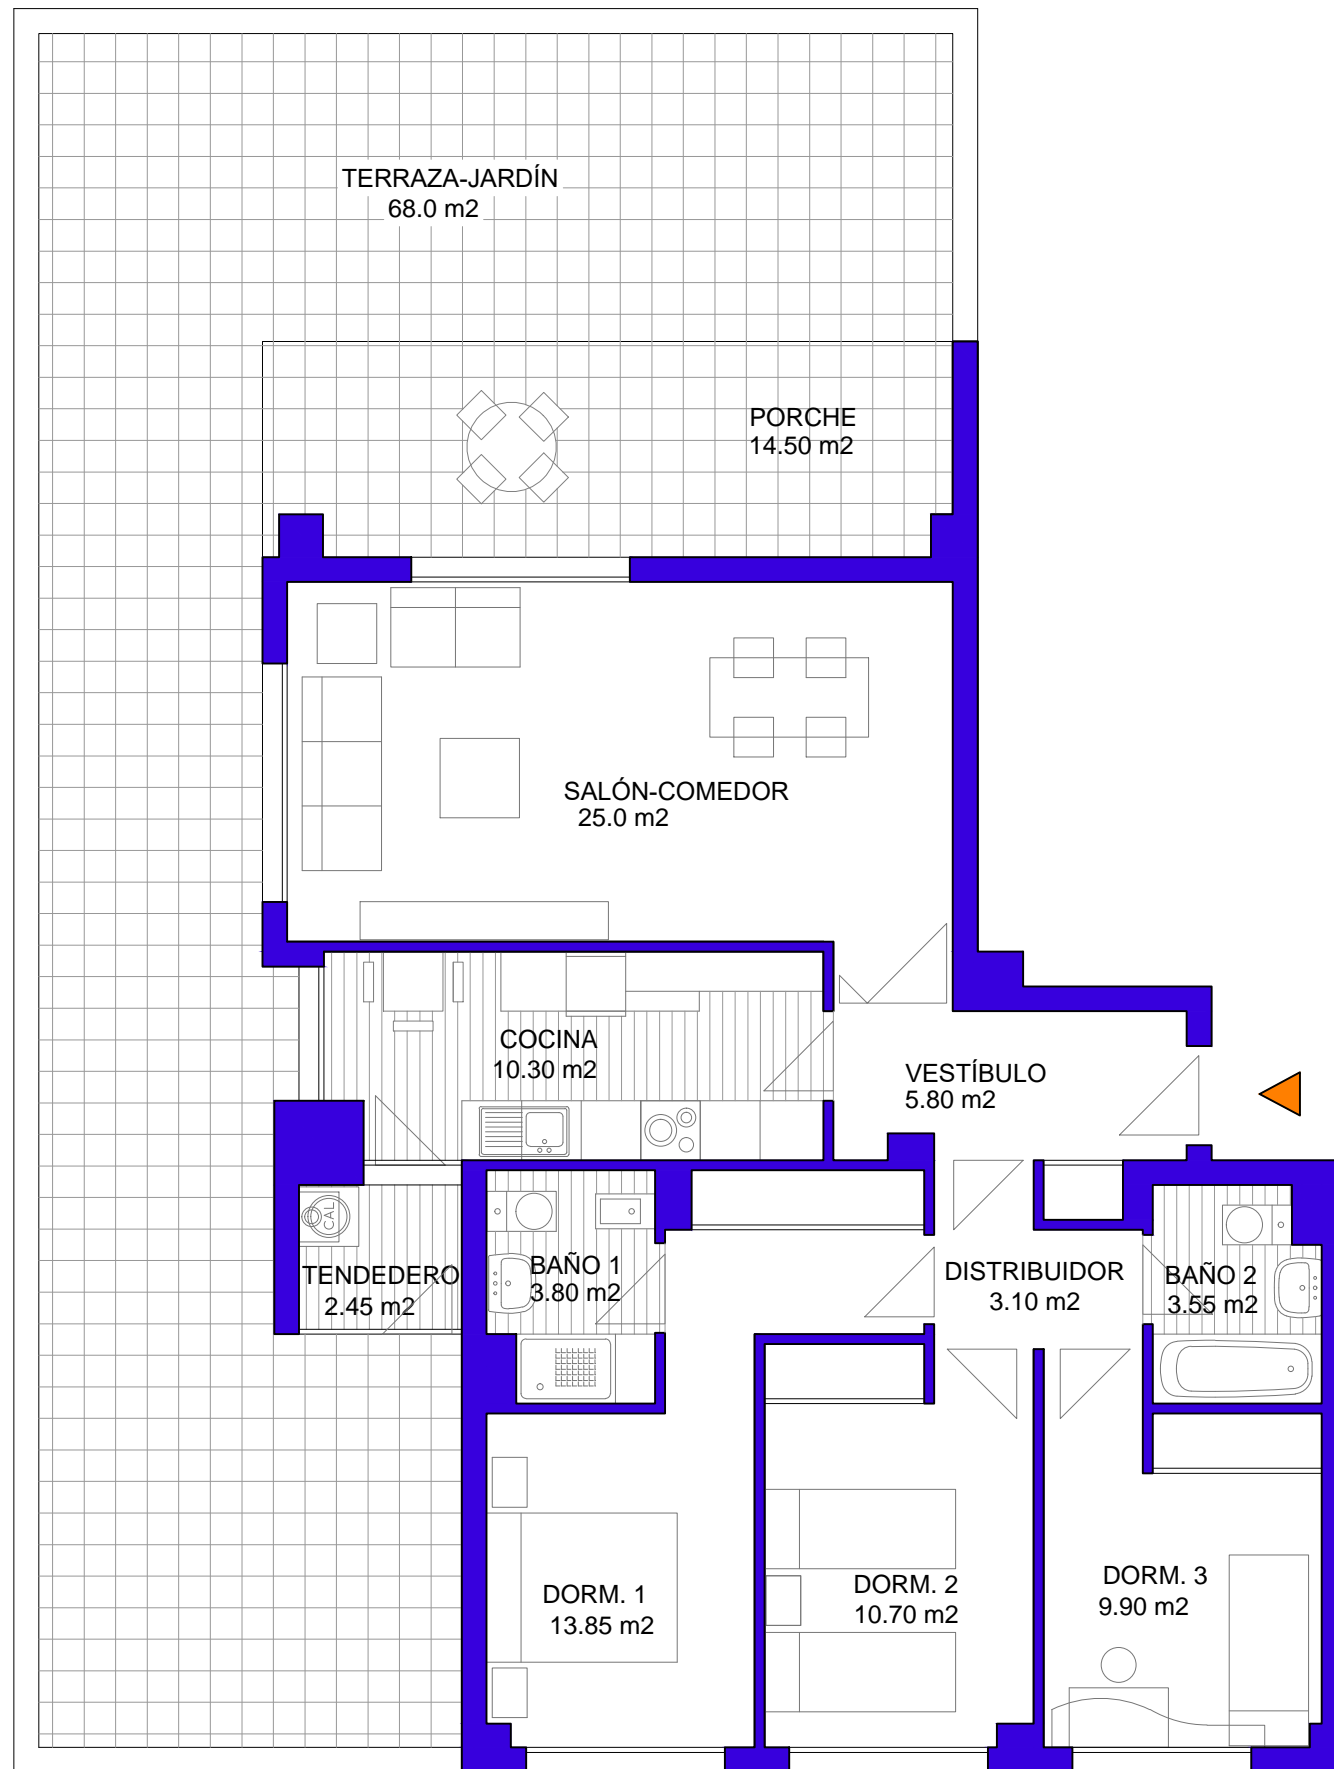 TERRAZA-JARDÍN
68.0 m2
PORCHE
14.50 m2
SALÓN-COMEDOR
25.0 m2
COCINA
10.30 m2
VESTÍBULO
5.80 m2
CAL
TENDEDERO
2.45 m2
BAÑO 1
3.80 m2
DISTRIBUIDOR
3.10 m2
BAÑO 2
3.55 m2
DORM. 1
13.85 m2
DORM. 2
10.70 m2
DORM. 3
9.90 m2